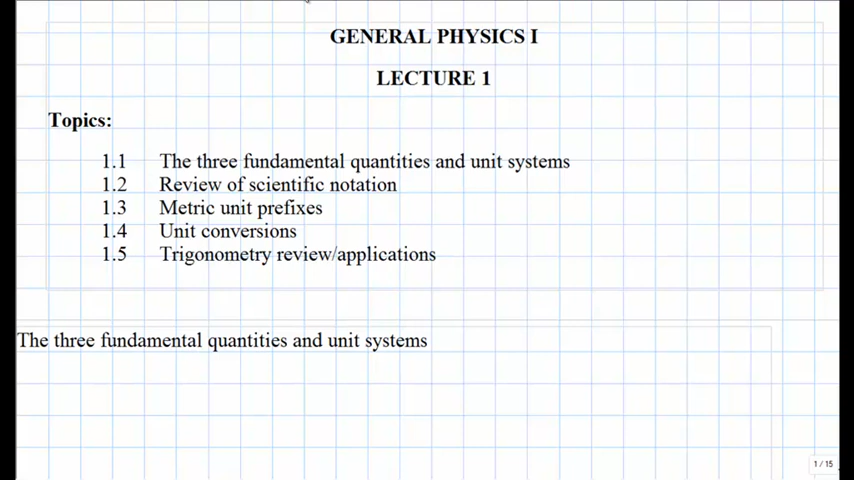 GENERAL PHYSICS I
LECTURE 1
Topics:
1.1 The three fundamental quantities and unit systems
1.2 Review of scientific notation
1.3 Metric unit prefixes
1.4 Unit conversions
1.5 Trigonometry review/applications
The three fundamental quantities and unit systems
1 / 15